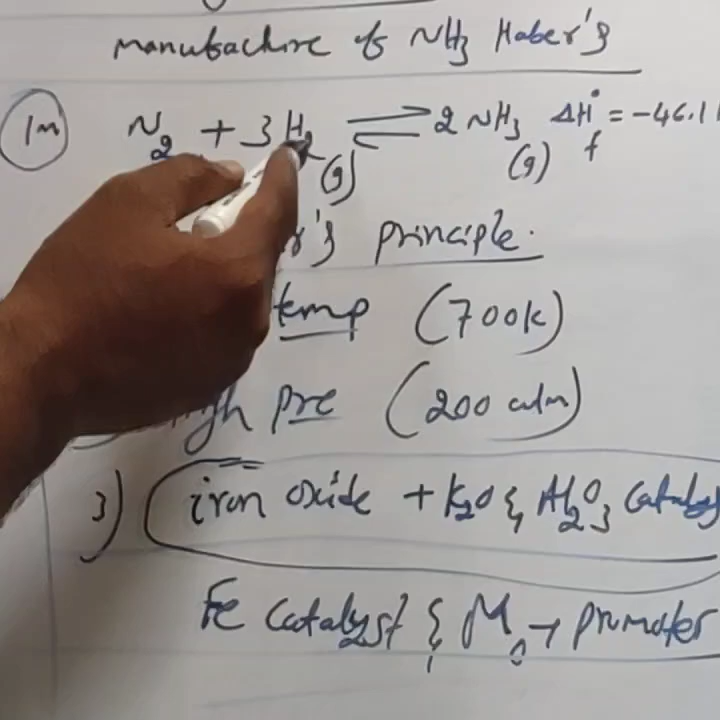 manufacture of NH3 Haber's
1m N2 + 3H2 (g) ⇌ 2NH3 (g) ΔH°f = -46.1
principle.
temp (700k)
pre (200 atm)
3) iron oxide + K2O & Al2O3 catalys
Fe catalyst & Mo → promoter